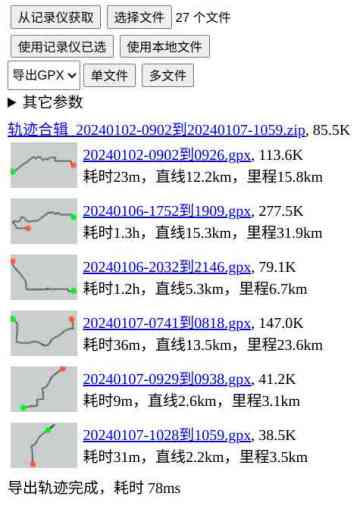 从记录仪获取 选择文件 27 个文件
使用记录仪已选 使用本地文件
导出GPX 单文件 多文件
▶ 其它参数
轨迹合辑_20240102-0902到20240107-1059.zip, 85.5K
20240102-0902到0926.gpx, 113.6K
耗时23m，直线12.2km，里程15.8km
20240106-1752到1909.gpx, 277.5K
耗时1.3h，直线15.3km，里程31.9km
20240106-2032到2146.gpx, 79.1K
耗时1.2h，直线5.3km，里程6.7km
20240107-0741到0818.gpx, 147.0K
耗时36m，直线13.5km，里程23.6km
20240107-0929到0938.gpx, 41.2K
耗时9m，直线2.6km，里程3.1km
20240107-1028到1059.gpx, 38.5K
耗时31m，直线2.2km，里程3.5km
导出轨迹完成，耗时 78ms